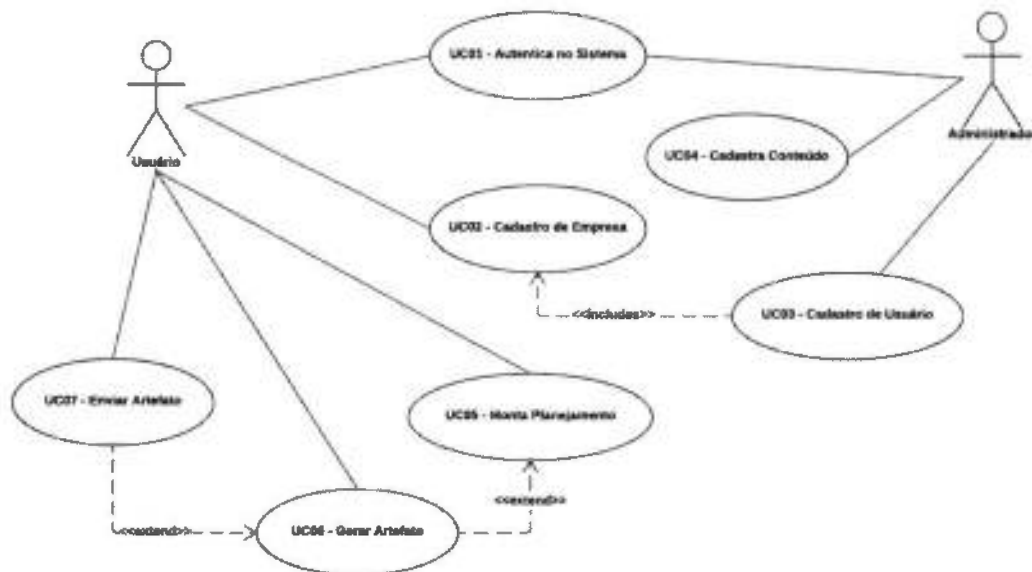 UC01 - Autentica no Sistema
Usuário
Administrador
UC04 - Cadastra Conteúdo
UC02 - Cadastro de Empresa
<<includes>>
UC03 - Cadastro de Usuário
UC07 - Enviar Artefato
UC05 - Monta Planejamento
<<extend>>
<<extend>>
UC06 - Gerar Artefato